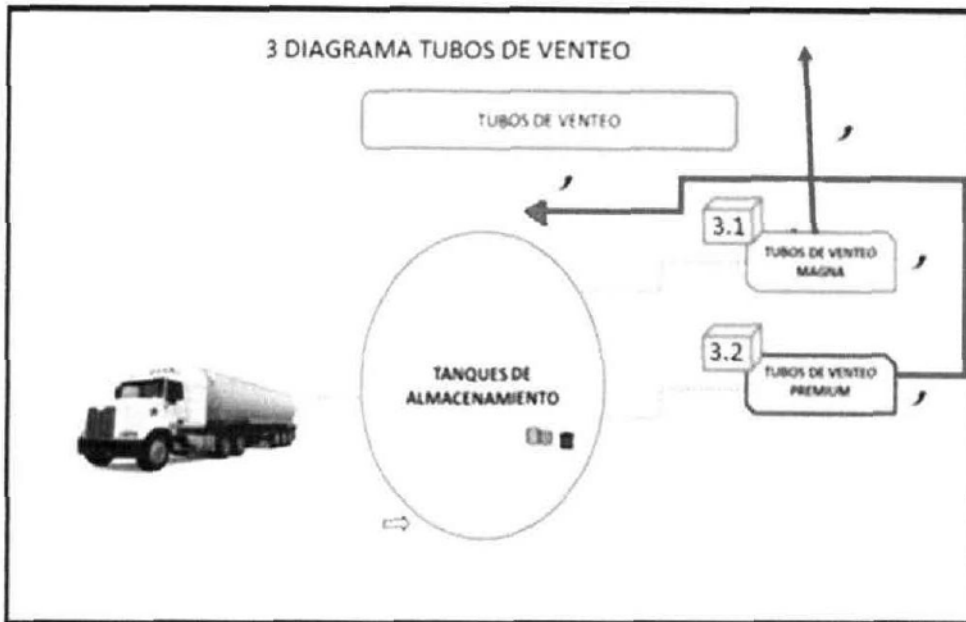 3 DIAGRAMA TUBOS DE VENTEO
TUBOS DE VENTEO
,
,
3.1
TUBOS DE VENTEO
MAGNA
,
3.2
TUBOS DE VENTEO
PREMIUM
,
TANQUES DE
ALMACENAMIENTO